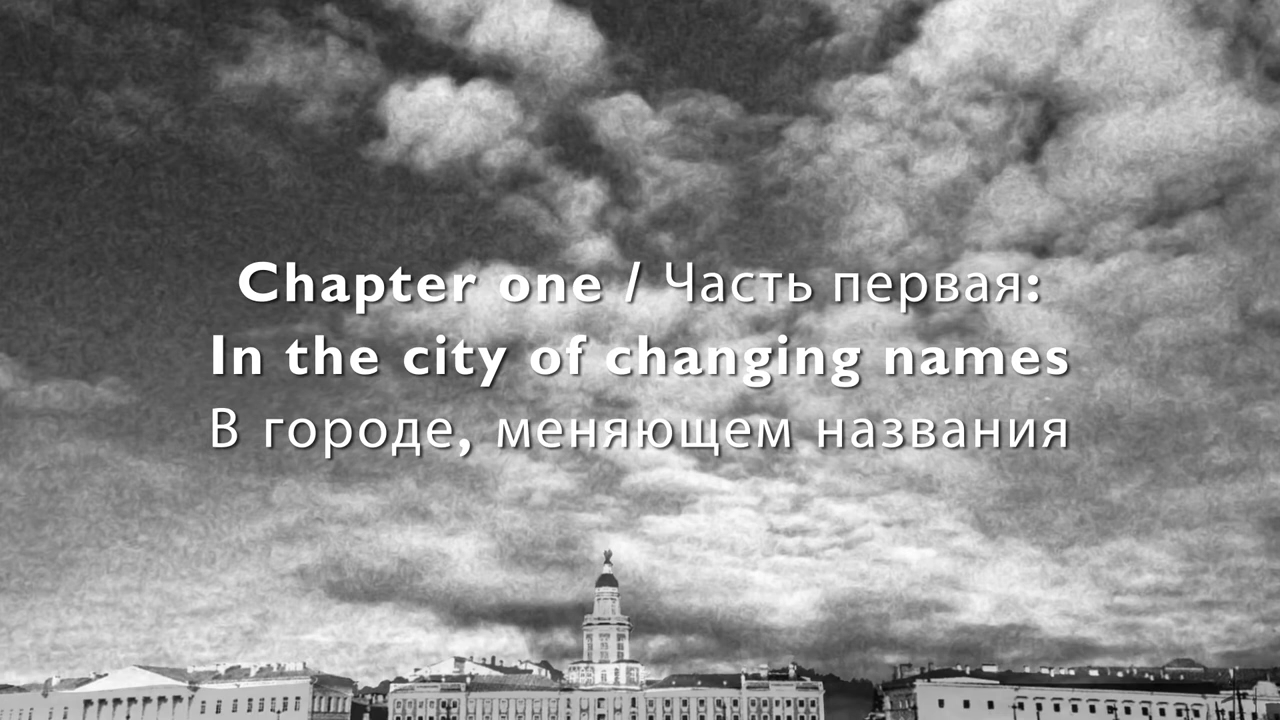 Chapter one / Часть первая:
In the city of changing names
В городе, меняющем названия